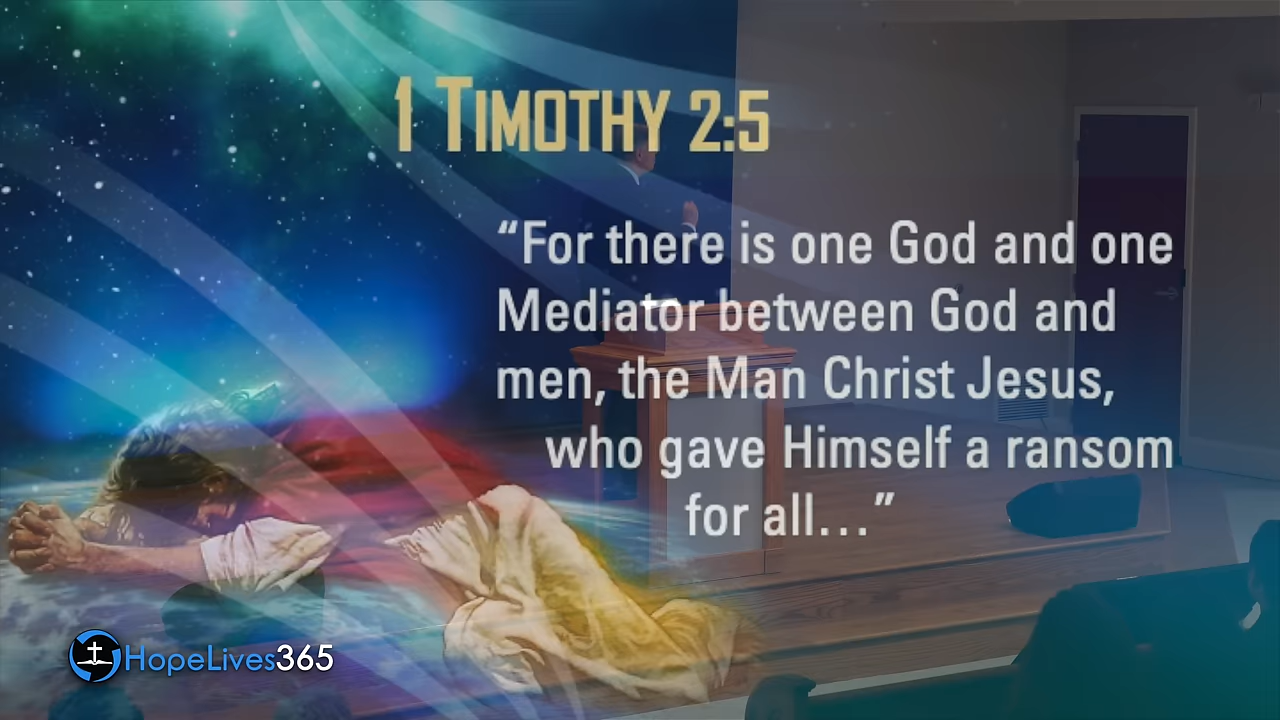 1 TIMOTHY 2:5
“For there is one God and one
Mediator between God and
men, the Man Christ Jesus,
who gave Himself a ransom
for all…”
HopeLives365